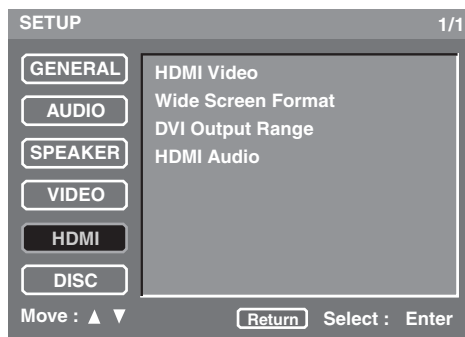 SETUP 1/1
GENERAL
AUDIO
SPEAKER
VIDEO
HDMI
DISC
HDMI Video
Wide Screen Format
DVI Output Range
HDMI Audio
Move : ▲ ▼ Return Select : Enter